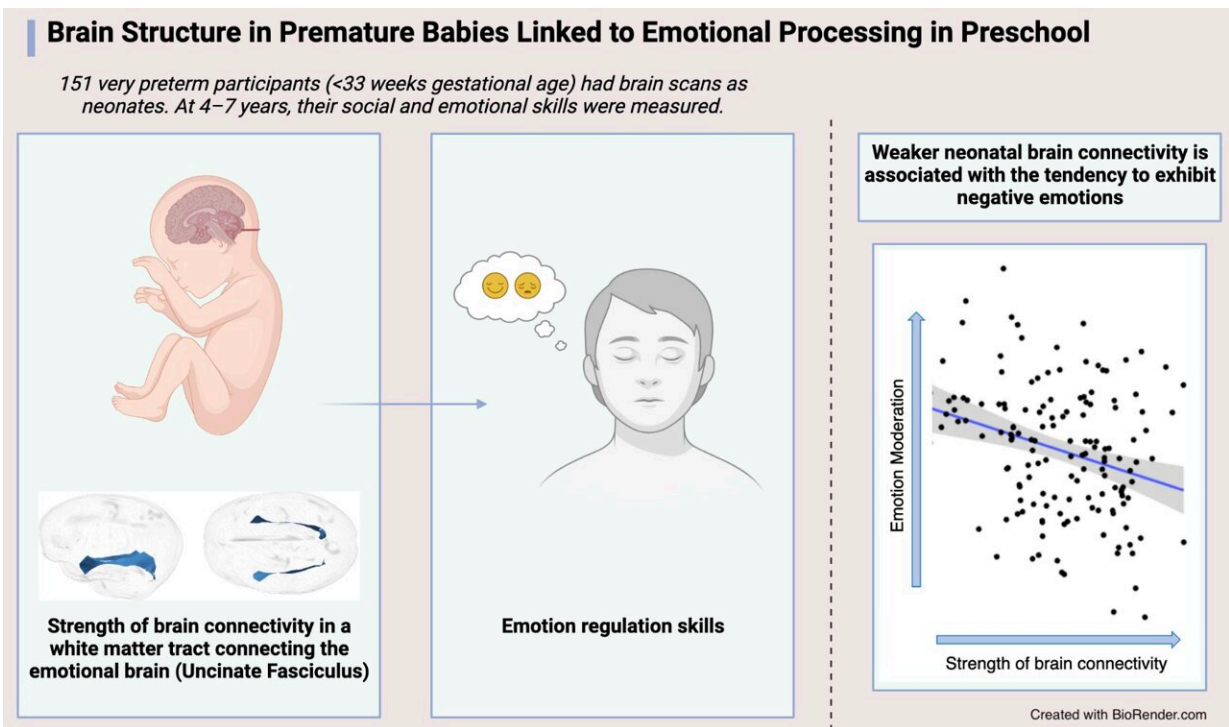 Brain Structure in Premature Babies Linked to Emotional Processing in Preschool
151 very preterm participants (<33 weeks gestational age) had brain scans as
neonates. At 4–7 years, their social and emotional skills were measured.
Strength of brain connectivity in a
white matter tract connecting the
emotional brain (Uncinate Fasciculus)
Emotion regulation skills
Weaker neonatal brain connectivity is
associated with the tendency to exhibit
negative emotions
Emotion Moderation
Strength of brain connectivity
Created with BioRender.com